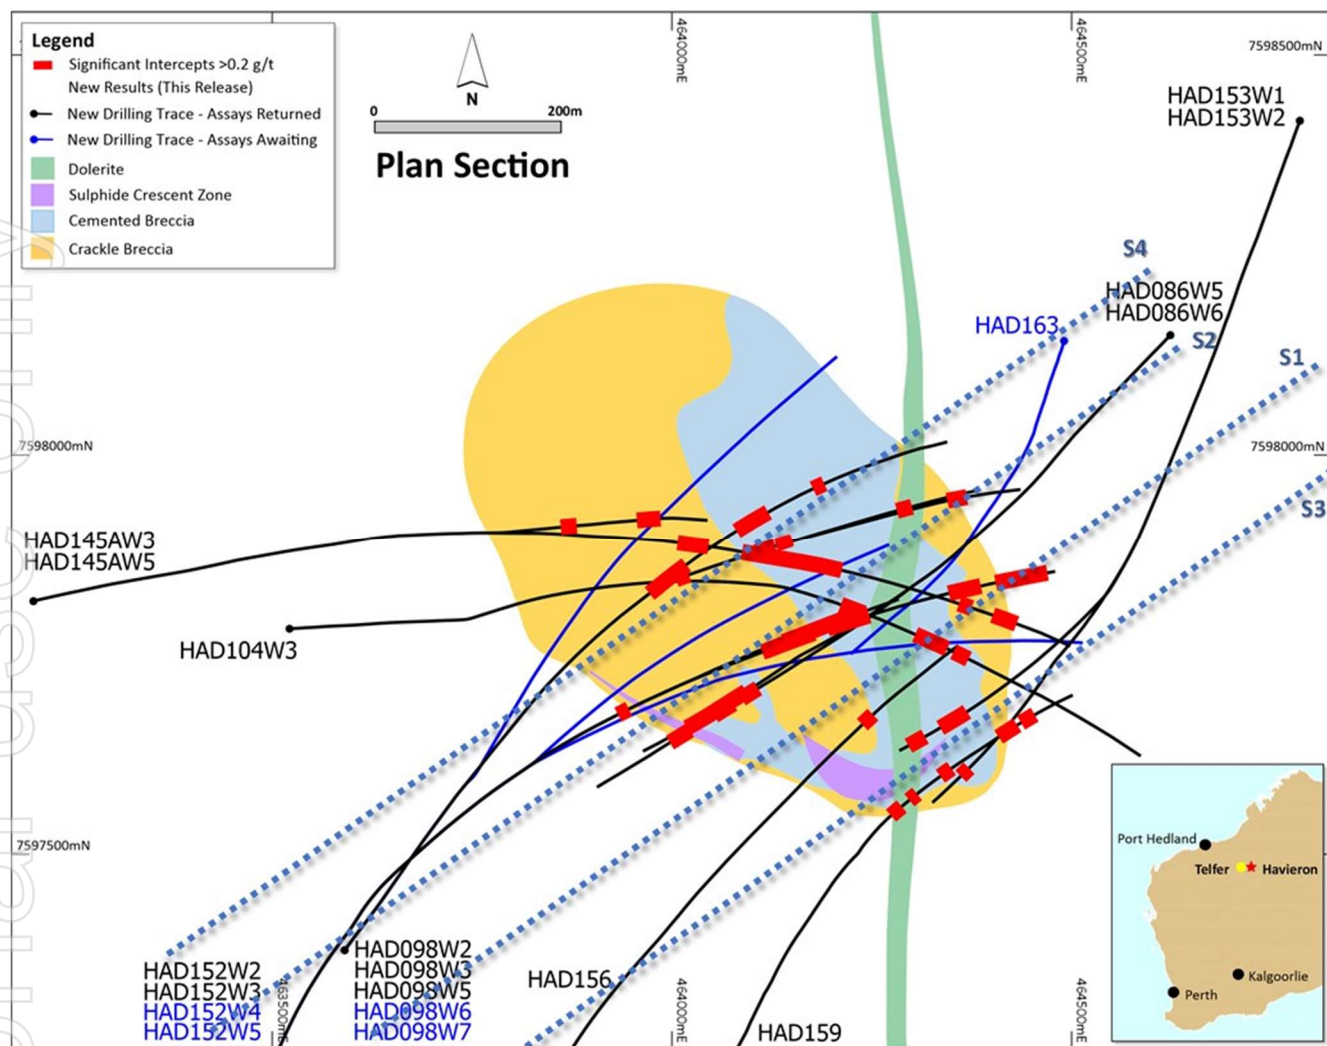 Legend
Significant Intercepts >0.2 g/t
New Results (This Release)
New Drilling Trace - Assays Returned
New Drilling Trace - Assays Awaiting
Dolerite
Sulphide Crescent Zone
Cemented Breccia
Crackle Breccia
N
0 200m
Plan Section
464000mE
464500mE
7598500mN
HAD153W1
HAD153W2
S4
HAD086W5
HAD086W6
HAD163
S2
S1
7598000mN
7598000mN
S3
HAD145AW3
HAD145AW5
HAD104W3
7597500mN
Port Hedland
Telfer
Havieron
Kalgoorlie
Perth
HAD152W2
HAD152W3
HAD152W4
HAD152W5
463500mE
HAD098W2
HAD098W3
HAD098W5
HAD098W6
HAD098W7
HAD156
464000mE
HAD159
464500mE